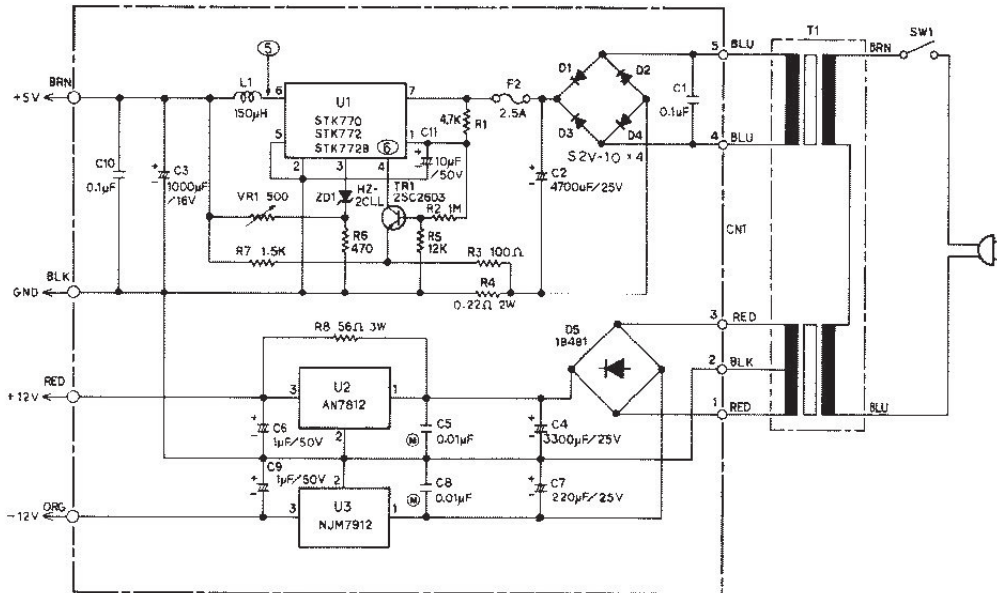 T1
SW1
BRN
5
BLU
5
D1
D2
C1
0.1µF
BRN
+5V
L1
150µH
6
U1
STK770
STK772
STK772B
7
F2
2.5A
4.7K
R1
D3
D4
4
BLU
S2V-10 ×4
5
2
3
6
4
1
C11
10µF
/50V
C10
0.1µF
C3
1000µF
/16V
C2
4700µF/25V
ZD1
HZ-
2CLL
TR1
2SC2603
VR1 500
R2 1M
R6
470
R5
12K
CNT
R7 1.5K
R3 100Ω
BLK
GND
R4
0.22Ω 2W
3
RED
R8 56Ω 3W
D5
1B4B1
2
BLK
RED
+12V
3
U2
AN7812
1
2
1
RED
BLU
C6
1µF/50V
C5
0.01µF
M
C4
3300µF/25V
C9
1µF/50V
2
C8
0.01µF
M
C7
220µF/25V
ORG
-12V
3
U3
NJM7912
1